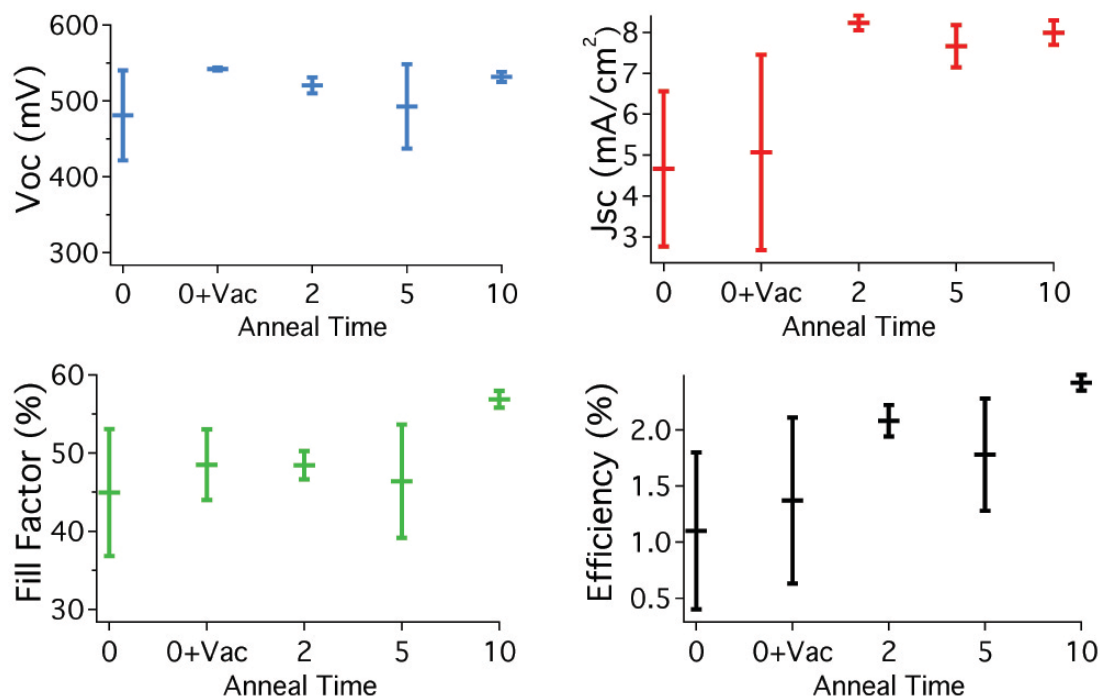 Voc (mV)
600
500
400
300
0 0+Vac 2 5 10
Anneal Time
Jsc (mA/cm²)
8
7
6
5
4
3
0 0+Vac 2 5 10
Anneal Time
Fill Factor (%)
60
50
40
30
0 0+Vac 2 5 10
Anneal Time
Efficiency (%)
2.0
1.5
1.0
0.5
0 0+Vac 2 5 10
Anneal Time